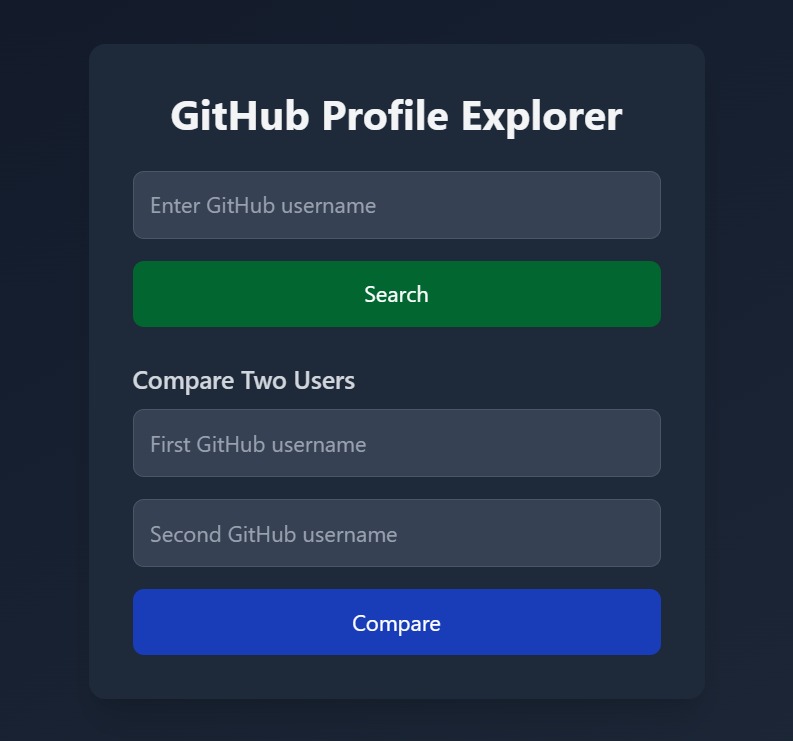 GitHub Profile Explorer
Enter GitHub username
Search
Compare Two Users
First GitHub username
Second GitHub username
Compare